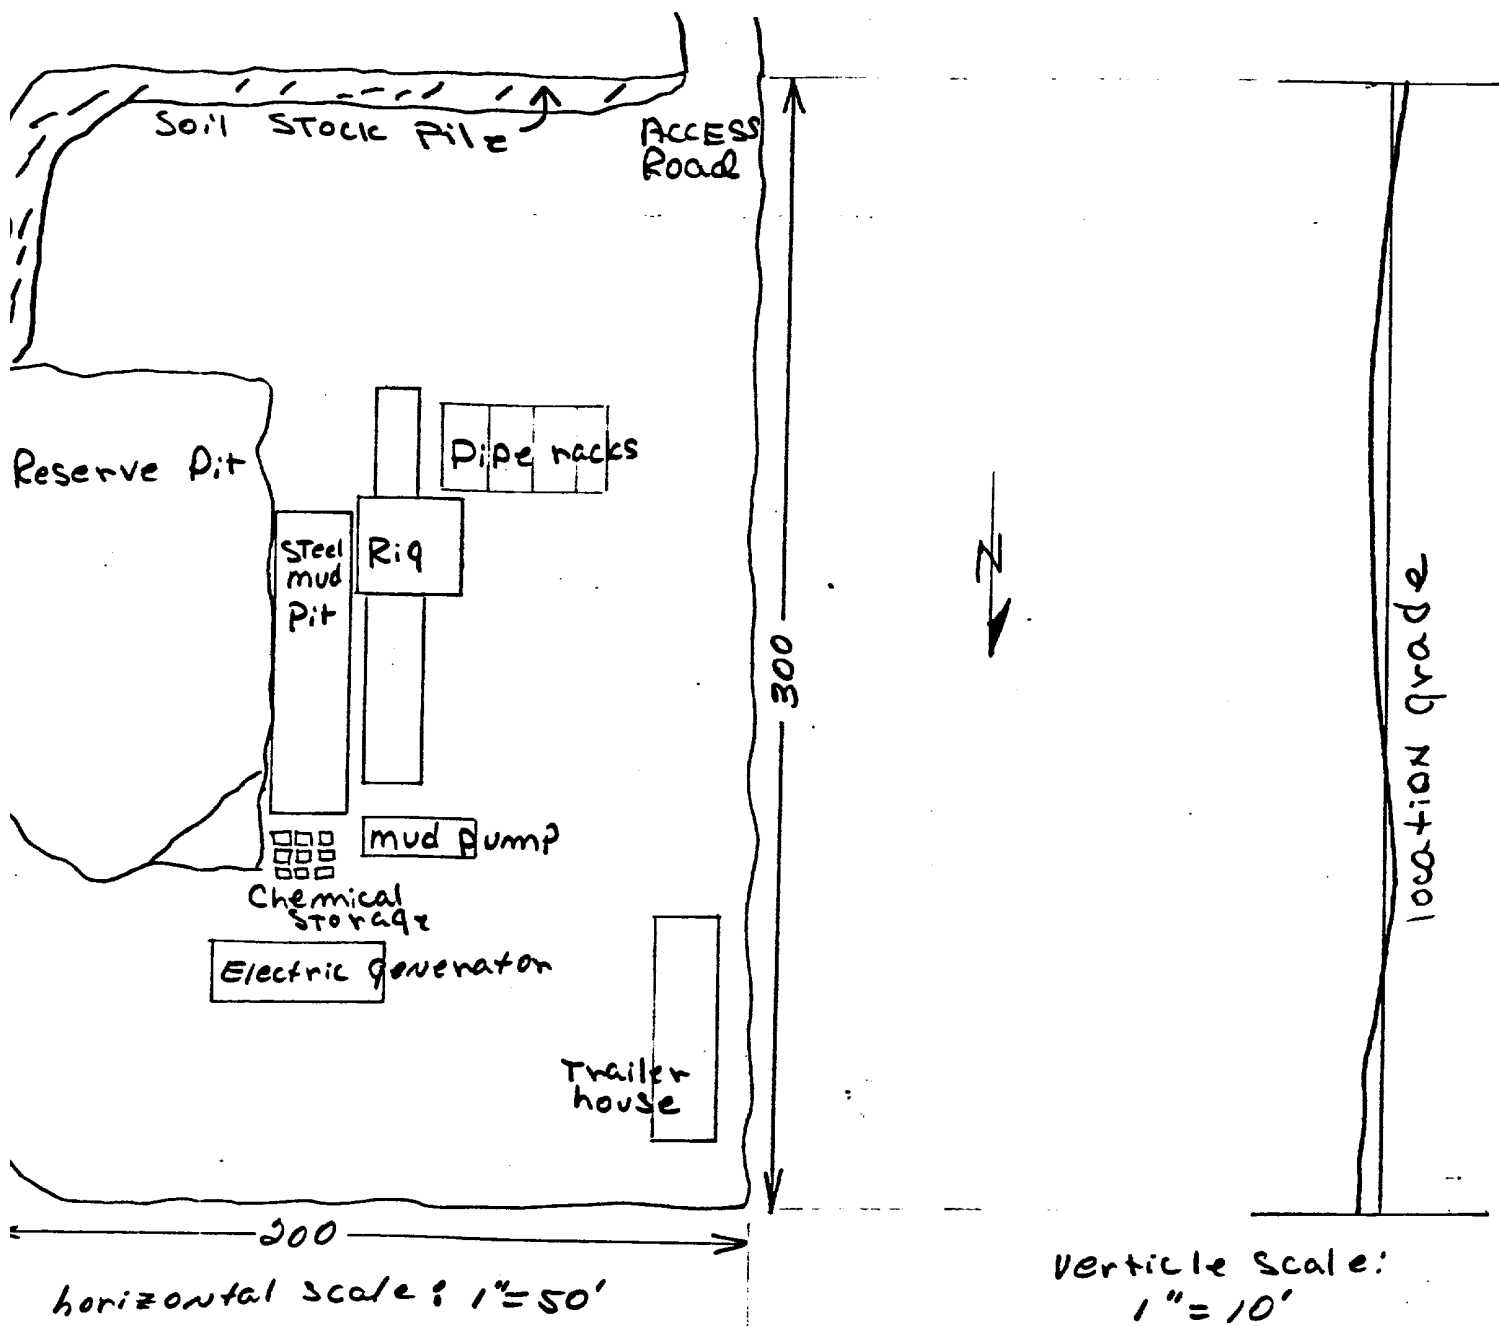 Soil Stock Pile
ACCESS
Road
Reserve Pit
Pipe racks
Steel
mud
Pit
Rig
N
300
location grade
mud pump
Chemical
Storage
Electric generator
Trailer
house
200
horizontal scale: 1"=50'
verticle scale:
1"=10'